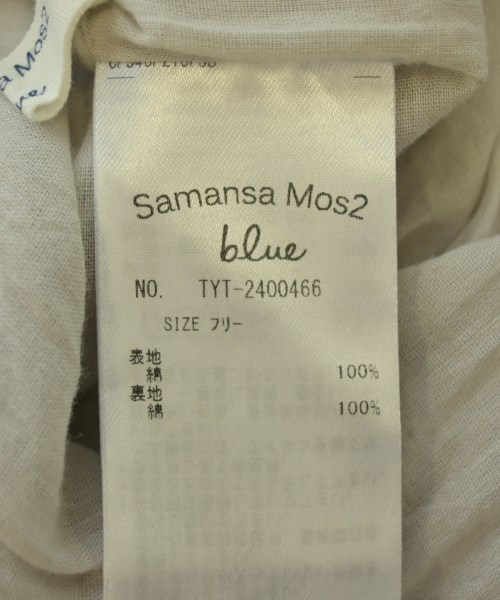 Samansa Mos2
blue
NO. TYT-2400466
SIZE フリー
表地
綿 100%
裏地
綿 100%